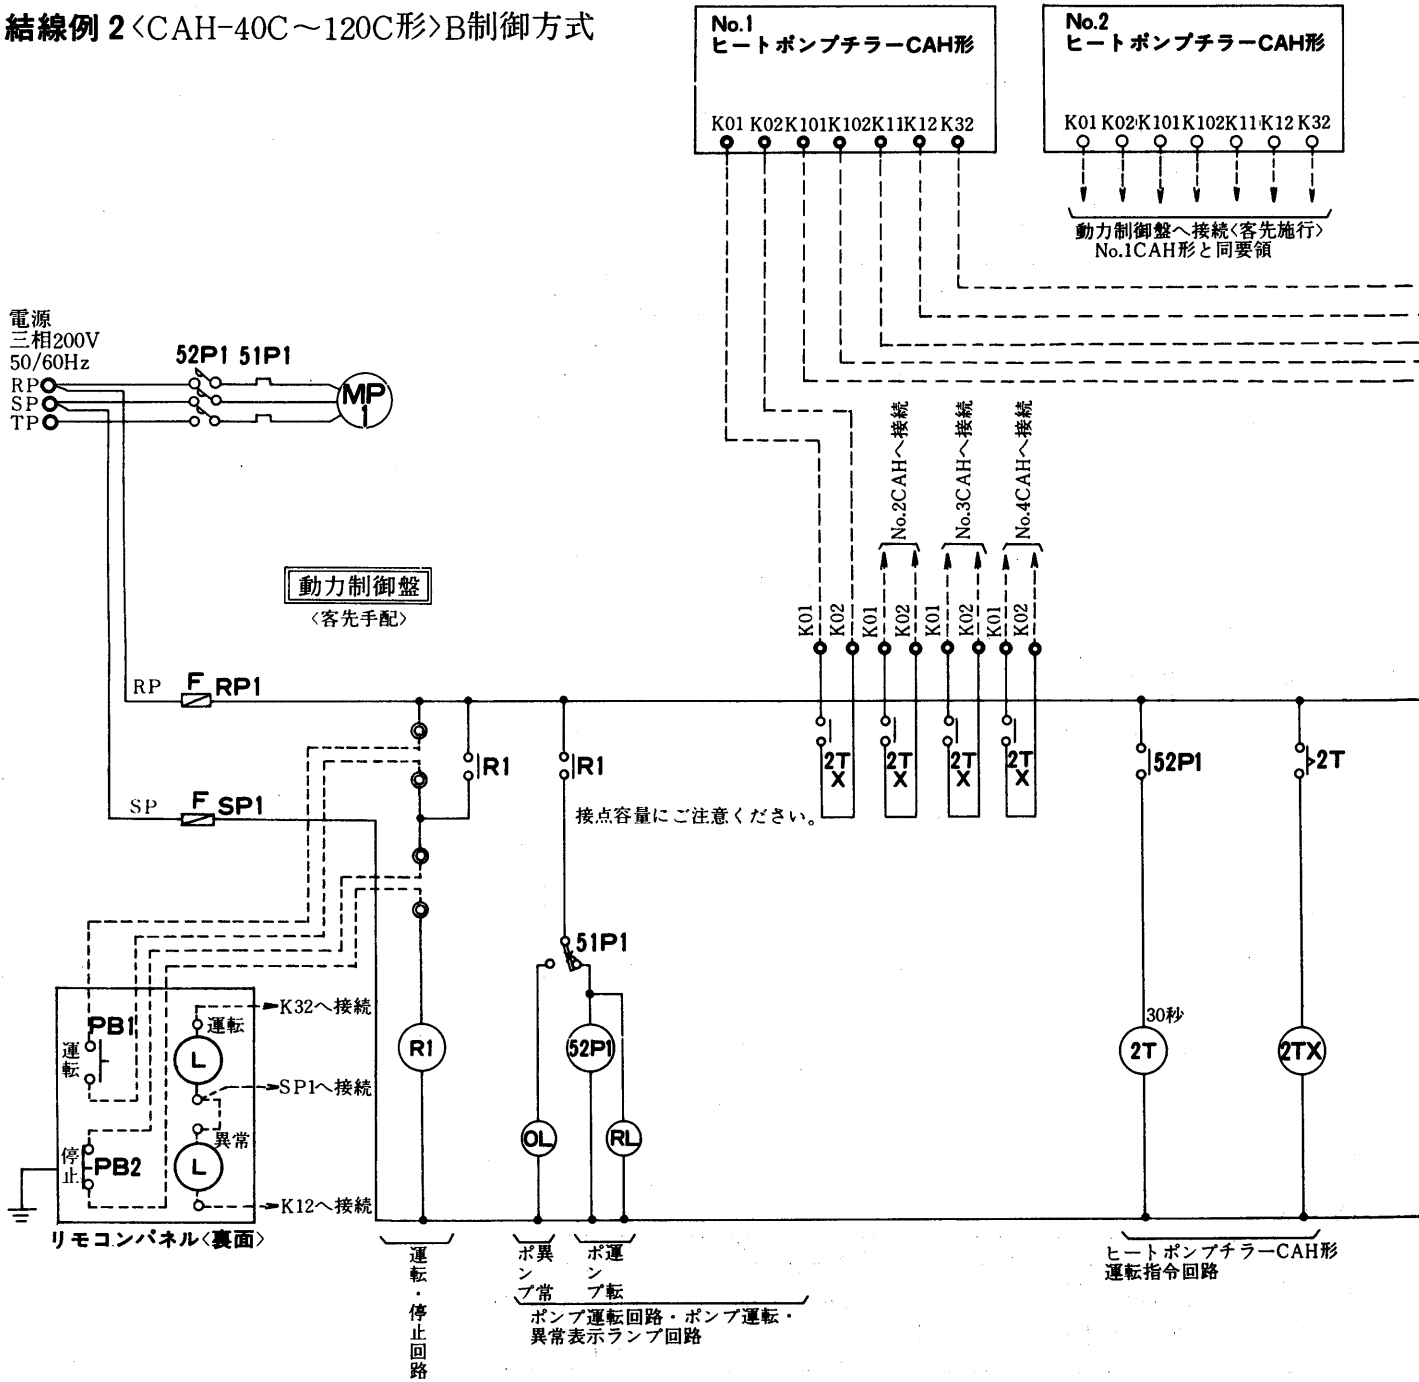 結線例 2〈CAH-40C～120C形〉B制御方式
No.1
ヒートポンプチラーCAH形
K01 K02 K101 K102 K11 K12 K32
No.2
ヒートポンプチラーCAH形
K01 K02 K101 K102 K11 K12 K32
動力制御盤へ接続〈客先施行〉
No.1CAH形と同要領
電源
三相200V
50/60Hz
RP
SP
TP
52P1 51P1
MP
1
No.2CAHへ接続
No.3CAHへ接続
No.4CAHへ接続
動力制御盤
〈客先手配〉
K01 K02 K01 K02 K01 K02 K01 K02
RP F RP1
SP F SP1
R1
R1
2T
X
2T
X
2T
X
2T
X
52P1
2T
接点容量にご注意ください。
51P1
PB1
運転
PB2
停止
運転
L
異常
L
K32へ接続
SP1へ接続
K12へ接続
リモコンパネル〈裏面〉
R1
52P1
OL
RL
30秒
2T
2TX
運転・停止回路
ポンプ異常
ポンプ運転
ポンプ運転回路・ポンプ運転・
異常表示ランプ回路
ヒートポンプチラーCAH形
運転指令回路